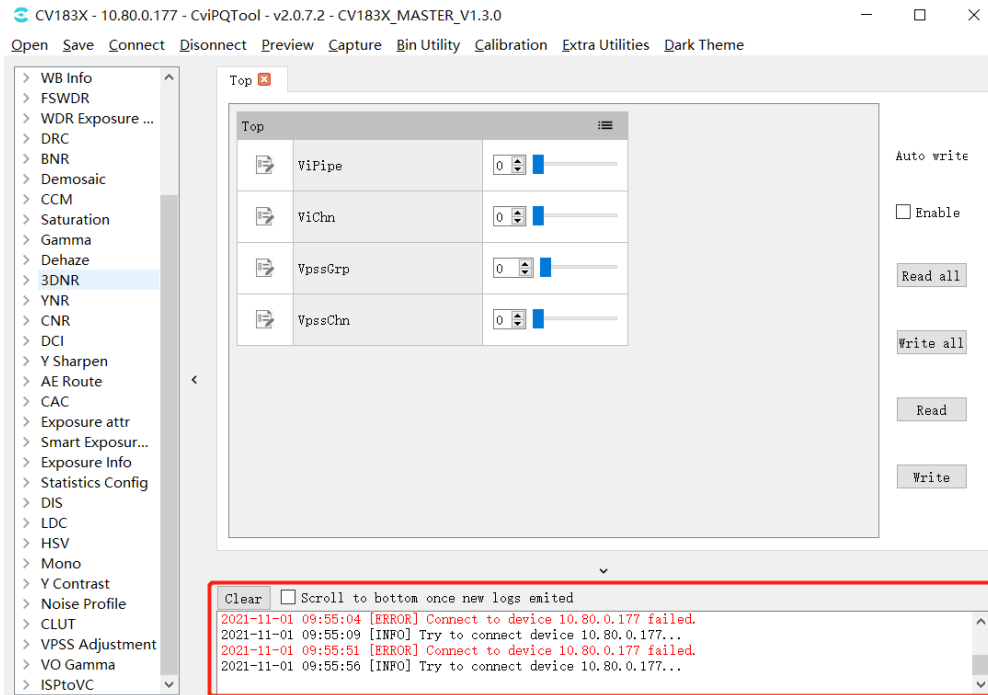 CV183X - 10.80.0.177 - CviPQTool - v2.0.7.2 - CV183X_MASTER_V1.3.0
Open Save Connect Disonnect Preview Capture Bin Utility Calibration Extra Utilities Dark Theme
WB Info
FSWDR
WDR Exposure ...
DRC
BNR
Demosaic
CCM
Saturation
Gamma
Dehaze
3DNR
YNR
CNR
DCI
Y Sharpen
AE Route
CAC
Exposure attr
Smart Exposur...
Exposure Info
Statistics Config
DIS
LDC
HSV
Mono
Y Contrast
Noise Profile
CLUT
VPSS Adjustment
VO Gamma
ISPtoVC
Top
Top
ViPipe 0
ViChn 0
VpssGrp 0
VpssChn 0
Auto write
Enable
Read all
Write all
Read
Write
Clear Scroll to bottom once new logs emited
2021-11-01 09:55:04 [ERROR] Connect to device 10.80.0.177 failed.
2021-11-01 09:55:09 [INFO] Try to connect device 10.80.0.177...
2021-11-01 09:55:51 [ERROR] Connect to device 10.80.0.177 failed.
2021-11-01 09:55:56 [INFO] Try to connect device 10.80.0.177...